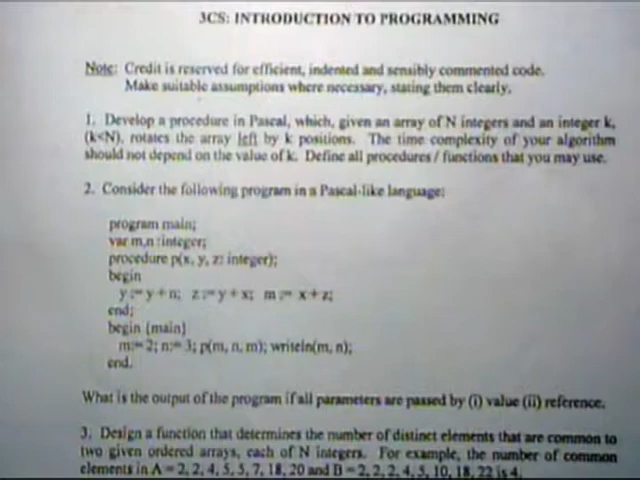 3CS: INTRODUCTION TO PROGRAMMING
Note: Credit is reserved for efficient, indented and sensibly commented code.
Make suitable assumptions where necessary, stating them clearly.
1. Develop a procedure in Pascal, which, given an array of N integers and an integer k,
(k<N), rotates the array left by k positions. The time complexity of your algorithm
should not depend on the value of k. Define all procedures / functions that you may use.
2. Consider the following program in a Pascal-like language:
program main;
var m,n :integer;
procedure p(x, y, z: integer);
begin
y := y + n; z := y + x; m := x + z;
end;
begin {main}
m:= 2; n:= 3; p(m, n, m); writeln(m, n);
end.
What is the output of the program if all parameters are passed by (i) value (ii) reference.
3. Design a function that determines the number of distinct elements that are common to
two given ordered arrays, each of N integers. For example, the number of common
elements in A = 2, 2, 4, 5, 5, 7, 18, 20 and B = 2, 2, 2, 4, 5, 10, 18, 22 is 4.